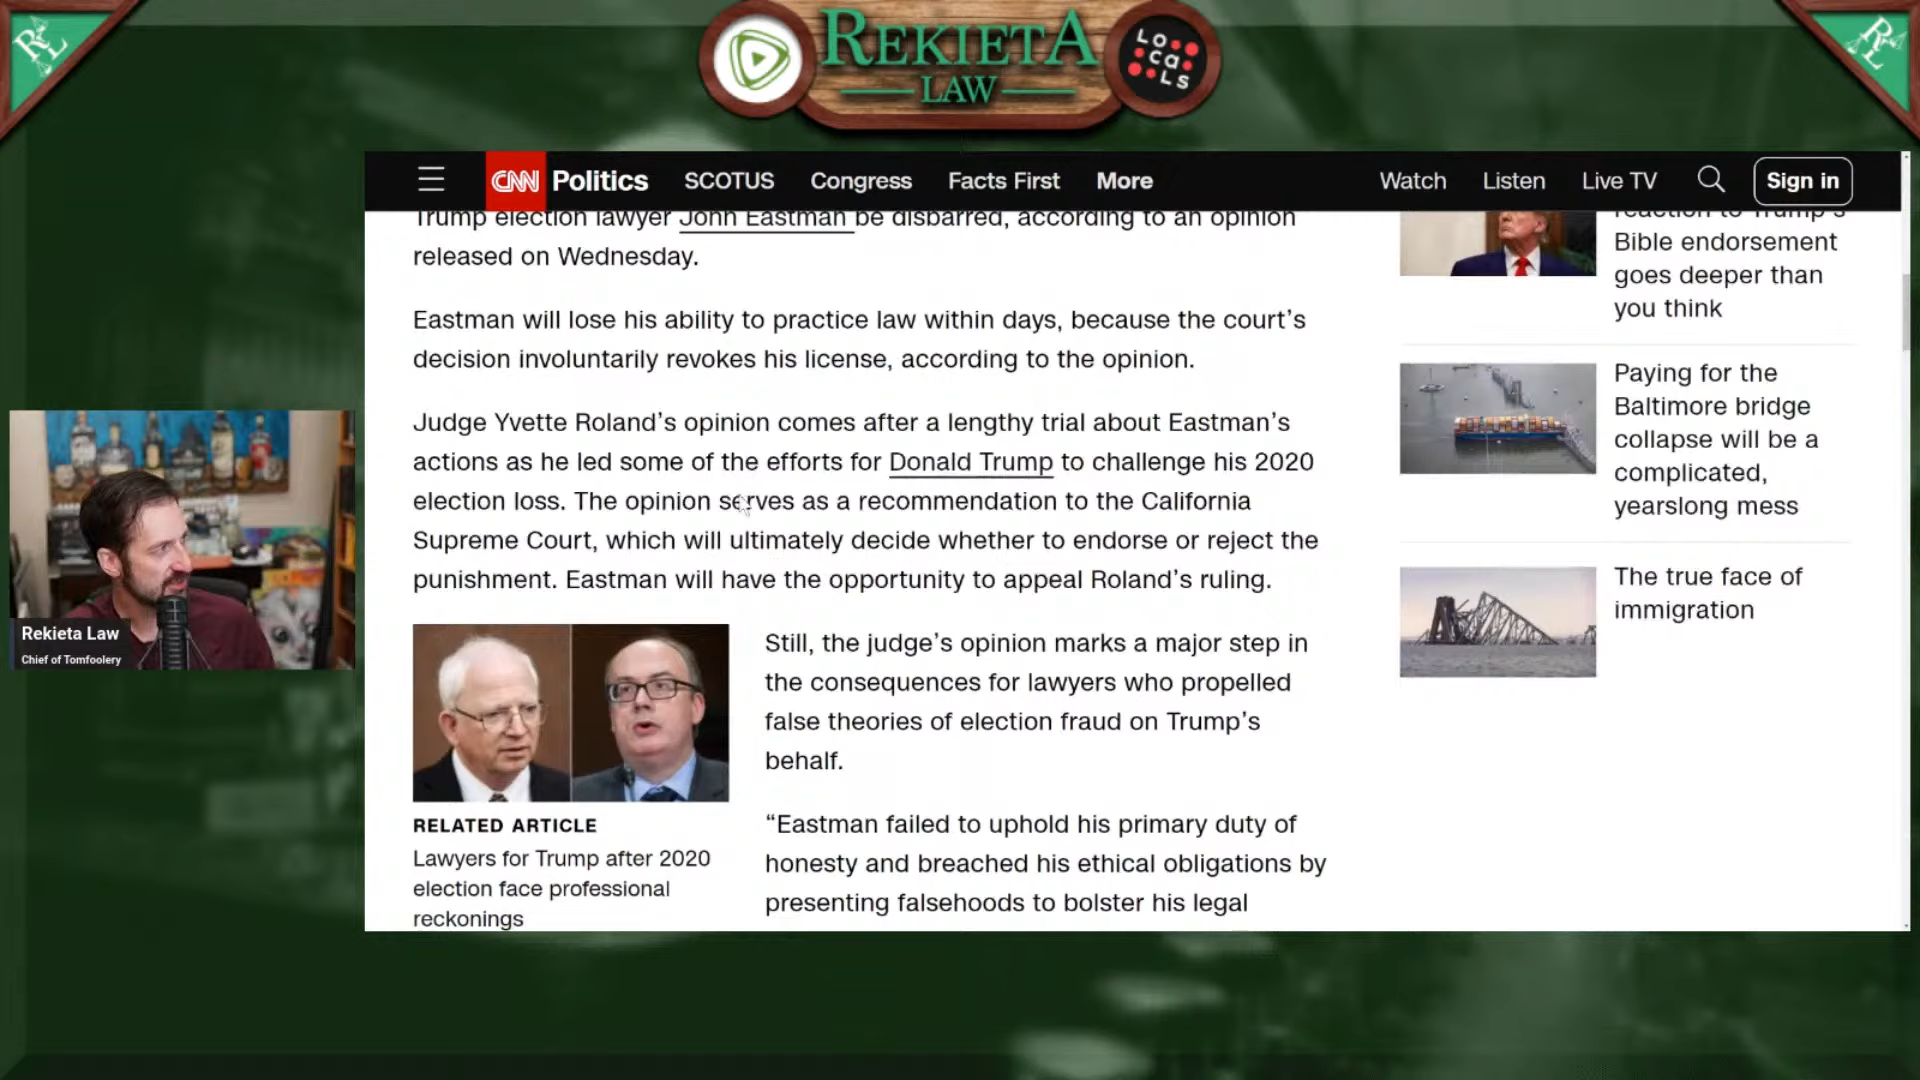 RL
REKIETA
LAW
LOcaLS
RL
CNN Politics SCOTUS Congress Facts First More Watch Listen Live TV Sign in
Trump election lawyer John Eastman be disbarred, according to an opinion
released on Wednesday.
Eastman will lose his ability to practice law within days, because the court's
decision involuntarily revokes his license, according to the opinion.
Judge Yvette Roland's opinion comes after a lengthy trial about Eastman's
actions as he led some of the efforts for Donald Trump to challenge his 2020
election loss. The opinion serves as a recommendation to the California
Supreme Court, which will ultimately decide whether to endorse or reject the
punishment. Eastman will have the opportunity to appeal Roland's ruling.
RELATED ARTICLE
Lawyers for Trump after 2020
election face professional
reckonings
Still, the judge's opinion marks a major step in
the consequences for lawyers who propelled
false theories of election fraud on Trump's
behalf.
“Eastman failed to uphold his primary duty of
honesty and breached his ethical obligations by
presenting falsehoods to bolster his legal
reaction to Trump's
Bible endorsement
goes deeper than
you think
Paying for the
Baltimore bridge
collapse will be a
complicated,
yearslong mess
The true face of
immigration
Rekieta Law
Chief of Tomfoolery